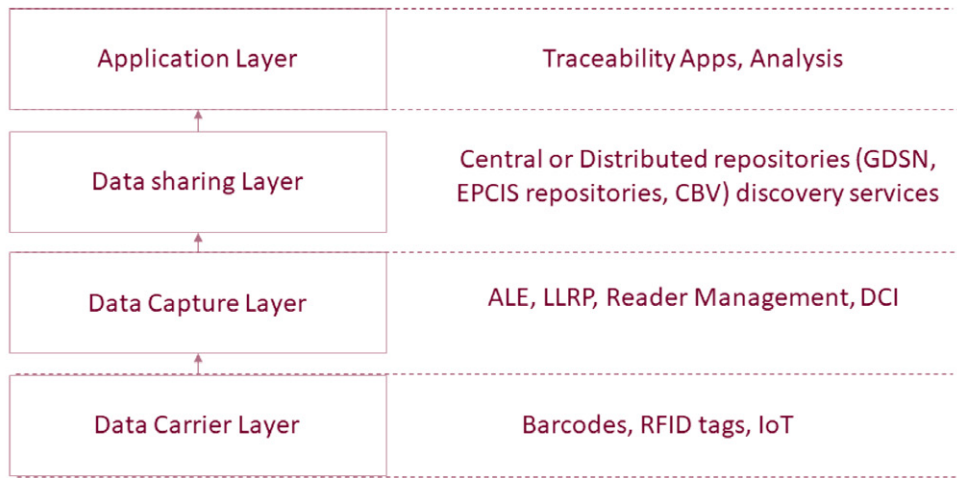 Application Layer
Traceability Apps, Analysis
Data sharing Layer
Central or Distributed repositories (GDSN,
EPCIS repositories, CBV) discovery services
Data Capture Layer
ALE, LLRP, Reader Management, DCI
Data Carrier Layer
Barcodes, RFID tags, IoT